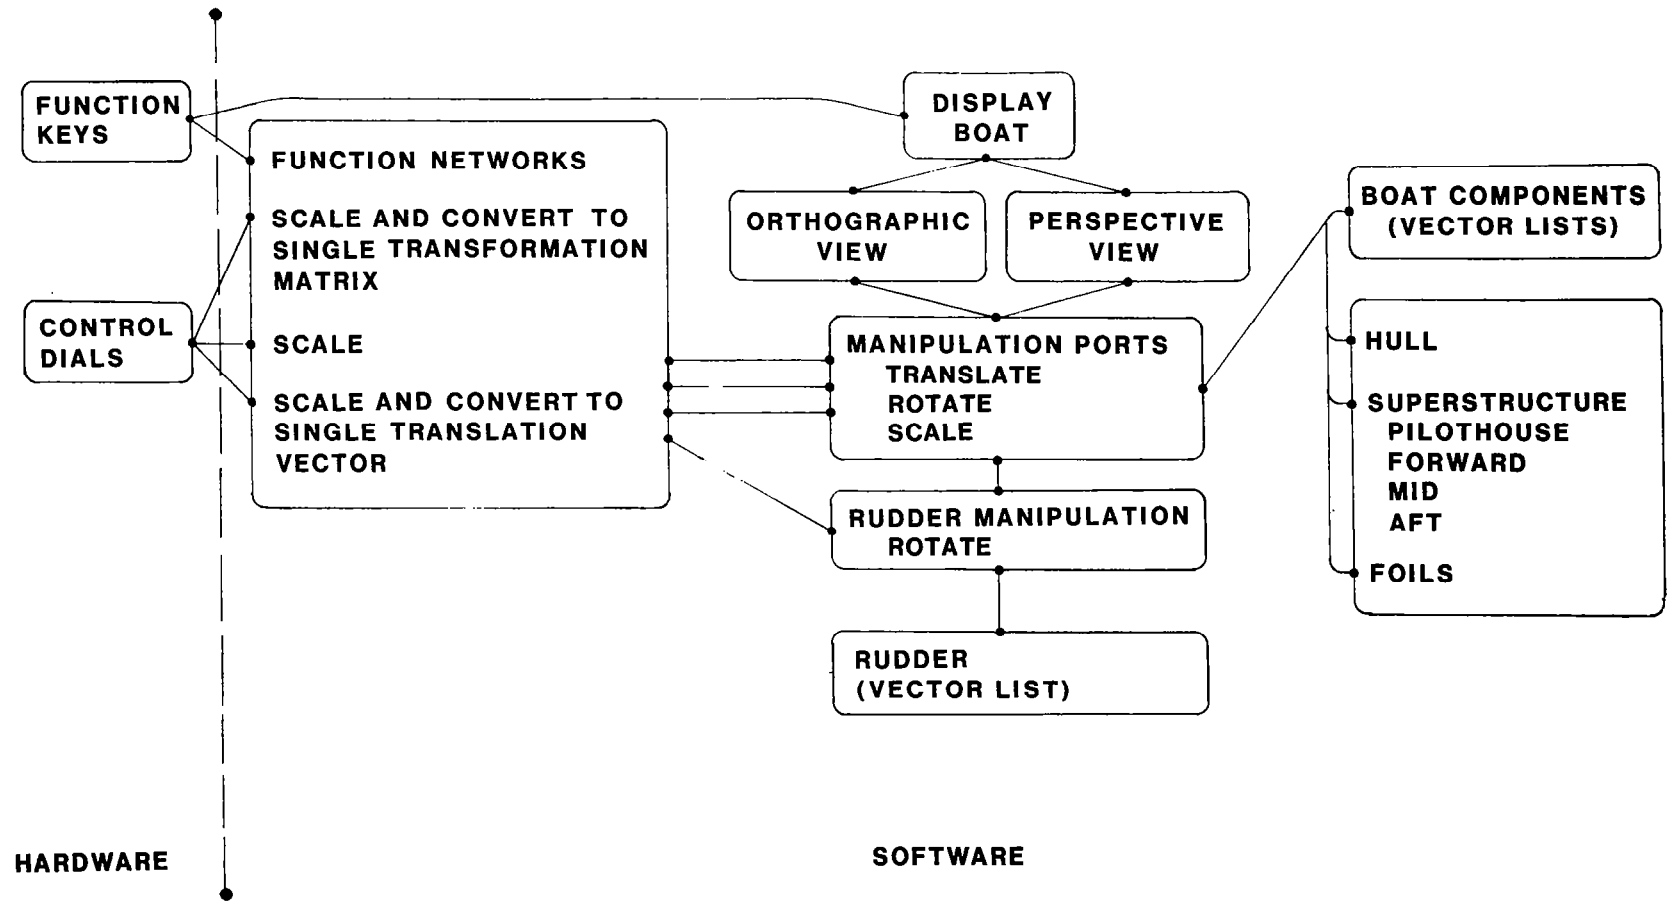 FUNCTION
KEYS
CONTROL
DIALS
FUNCTION NETWORKS
SCALE AND CONVERT TO
SINGLE TRANSFORMATION
MATRIX
SCALE
SCALE AND CONVERT TO
SINGLE TRANSLATION
VECTOR
DISPLAY
BOAT
ORTHOGRAPHIC
VIEW
PERSPECTIVE
VIEW
MANIPULATION PORTS
TRANSLATE
ROTATE
SCALE
RUDDER MANIPULATION
ROTATE
RUDDER
(VECTOR LIST)
BOAT COMPONENTS
(VECTOR LISTS)
HULL
SUPERSTRUCTURE
PILOTHOUSE
FORWARD
MID
AFT
FOILS
HARDWARE
SOFTWARE